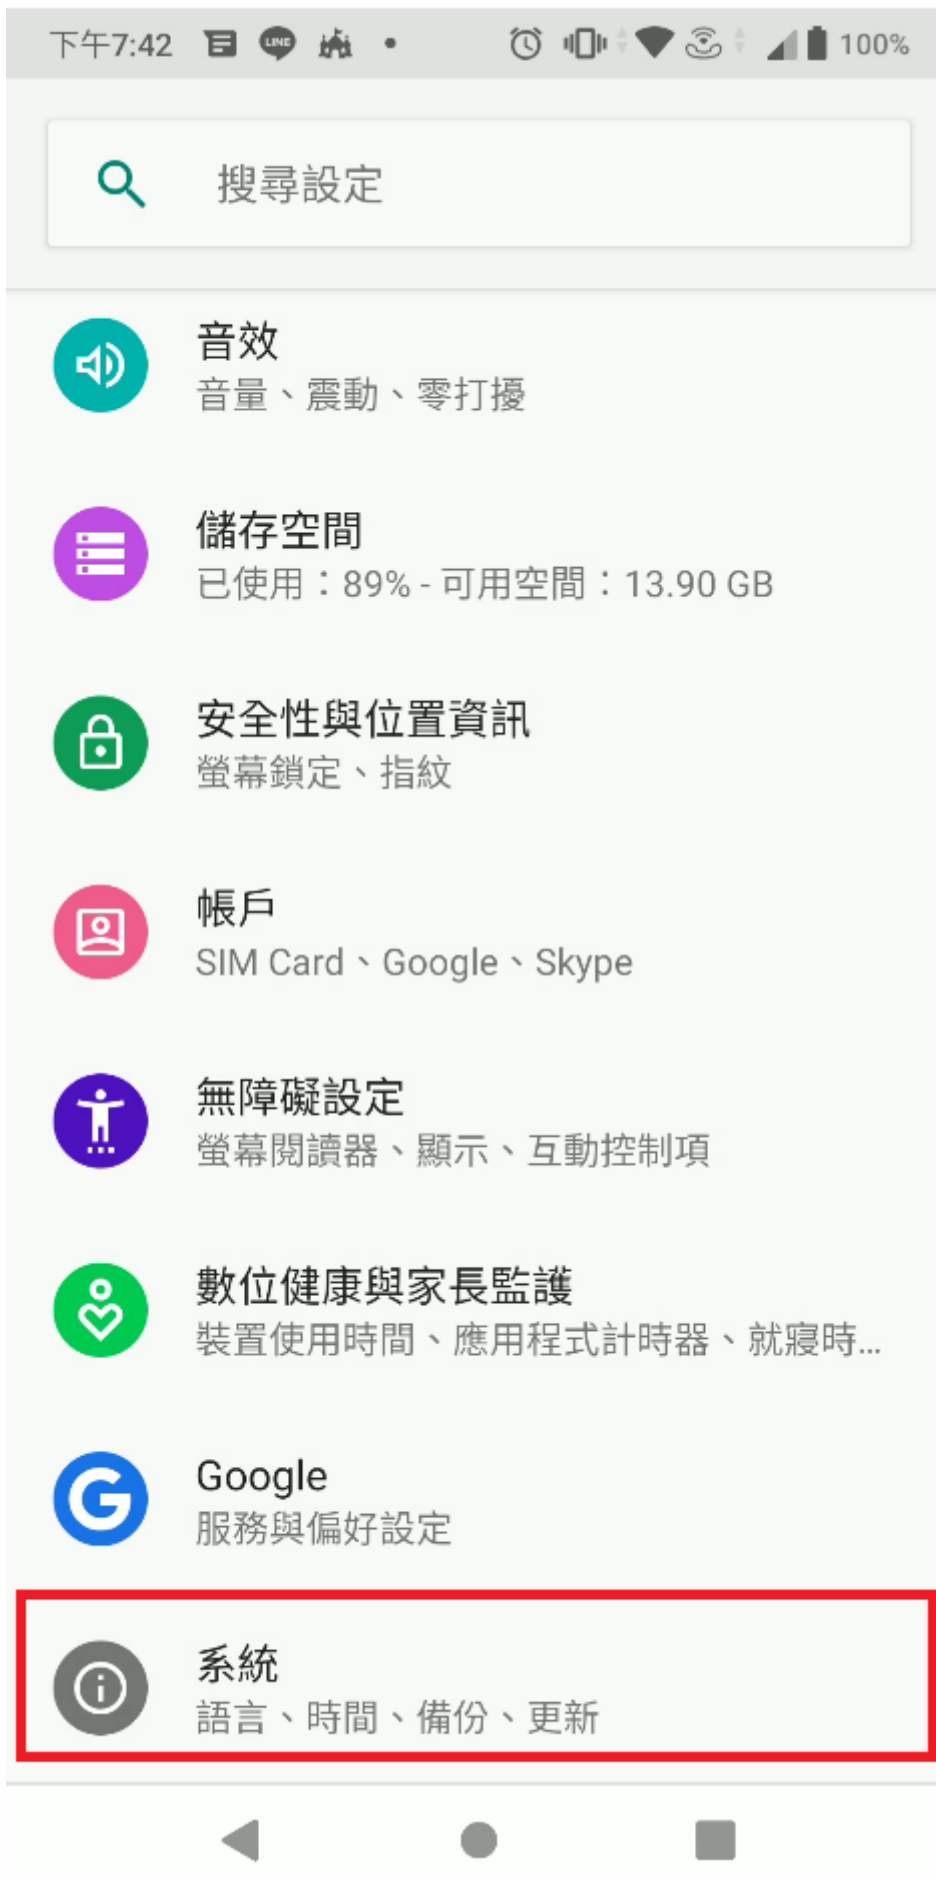 下午7:42 LINE 100%
搜尋設定
音效
音量、震動、零打擾
儲存空間
已使用：89% - 可用空間：13.90 GB
安全性與位置資訊
螢幕鎖定、指紋
帳戶
SIM Card、Google、Skype
無障礙設定
螢幕閱讀器、顯示、互動控制項
數位健康與家長監護
裝置使用時間、應用程式計時器、就寢時...
Google
服務與偏好設定
系統
語言、時間、備份、更新